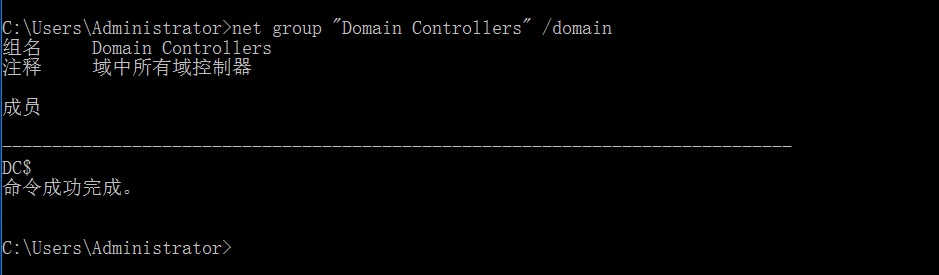 C:\Users\Administrator>net group "Domain Controllers" /domain
组名     Domain Controllers
注释     域中所有域控制器
成员
-------------------------------------------------------------------------------
DC$
命令成功完成。
C:\Users\Administrator>